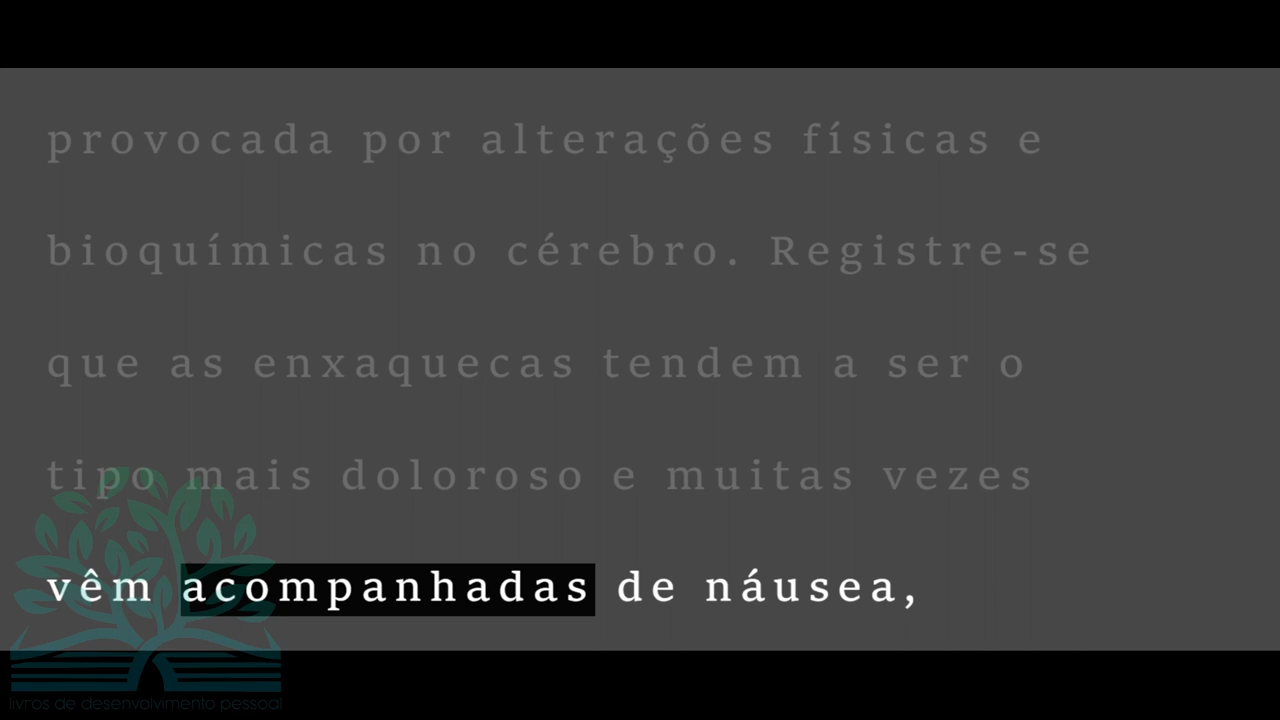 provocada por alterações físicas e
bioquímicas no cérebro. Registre-se
que as enxaquecas tendem a ser o
tipo mais doloroso e muitas vezes
vêm acompanhadas de náusea,
livros de desenvolvimento pessoal